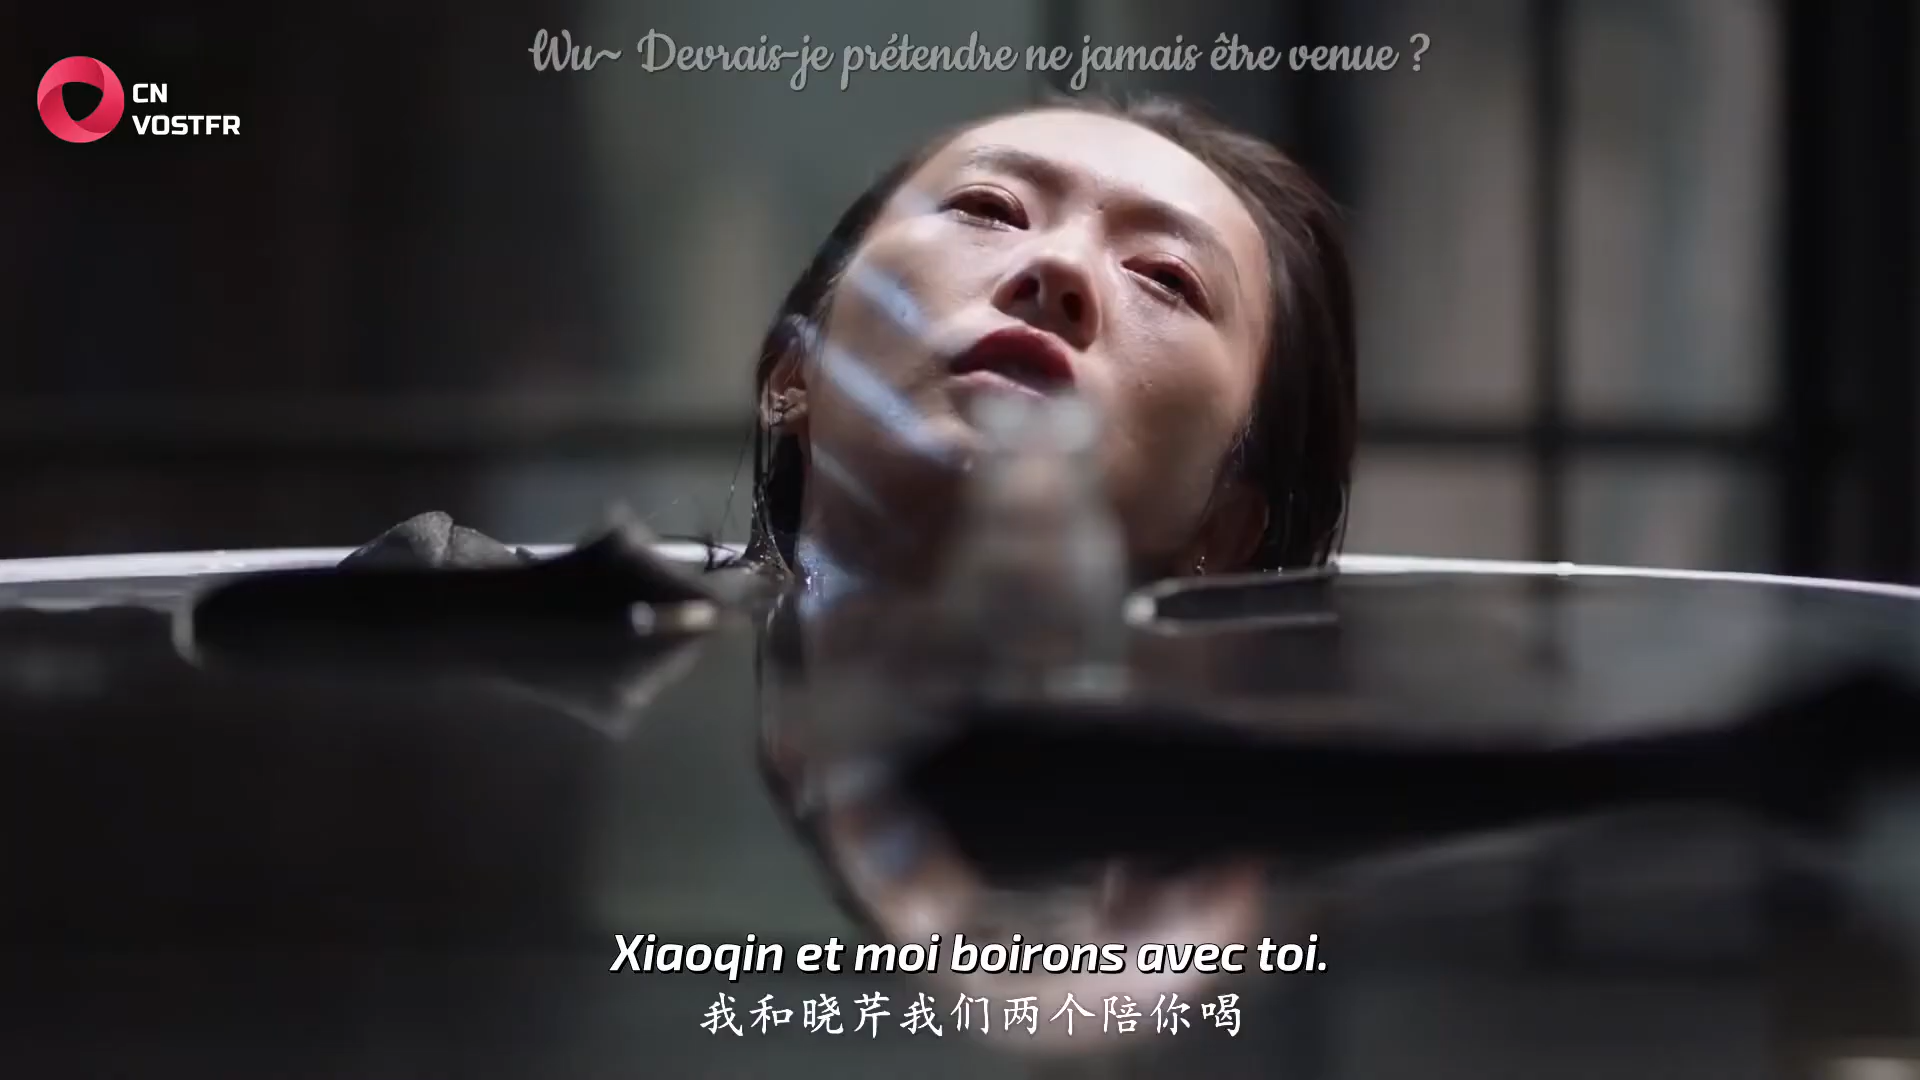 Wu~ Devrais-je prétendre ne jamais être venue ?
CN
VOSTFR
Xiaoqin et moi boirons avec toi.
我和晓芹我们两个陪你喝